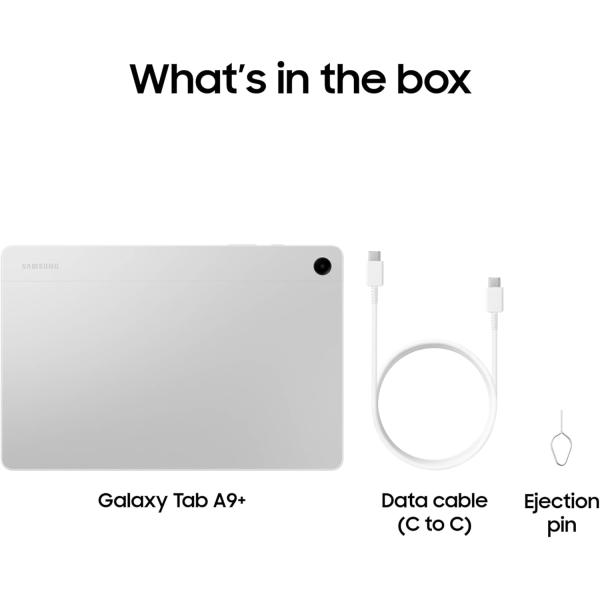 What's in the box
SAMSUNG
Galaxy Tab A9+
Data cable
(C to C)
Ejection
pin